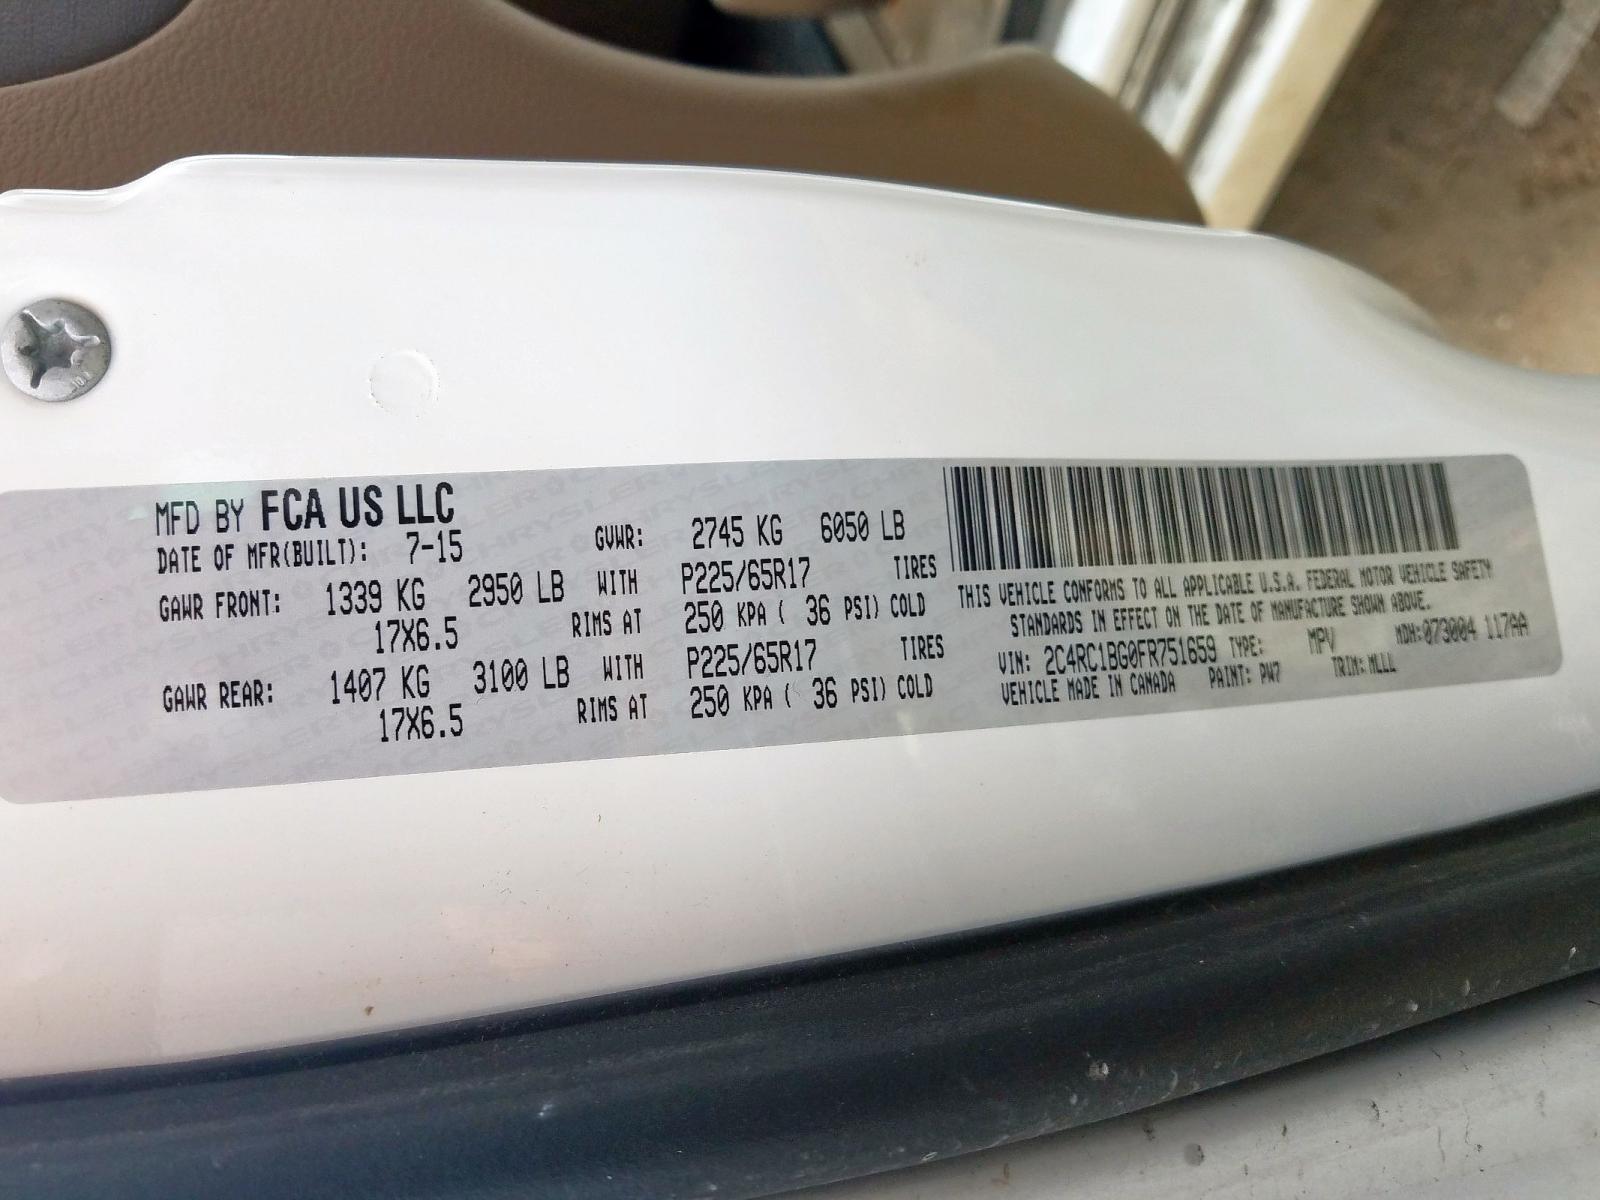 MFD BY FCA US LLC
DATE OF MFR(BUILT): 7-15 GVWR: 2745 KG 6050 LB
GAWR FRONT: 1339 KG 2950 LB WITH P225/65R17 TIRES
17X6.5 RIMS AT 250 KPA ( 36 PSI) COLD
GAWR REAR: 1407 KG 3100 LB WITH P225/65R17 TIRES
17X6.5 RIMS AT 250 KPA ( 36 PSI) COLD
THIS VEHICLE CONFORMS TO ALL APPLICABLE U.S.A. FEDERAL MOTOR VEHICLE SAFETY
STANDARDS IN EFFECT ON THE DATE OF MANUFACTURE SHOWN ABOVE.
VIN: 2C4RC1BG0FR751659 TYPE: MPV MDH:073004 117AA
VEHICLE MADE IN CANADA PAINT: PW7 TRIM:MLLL